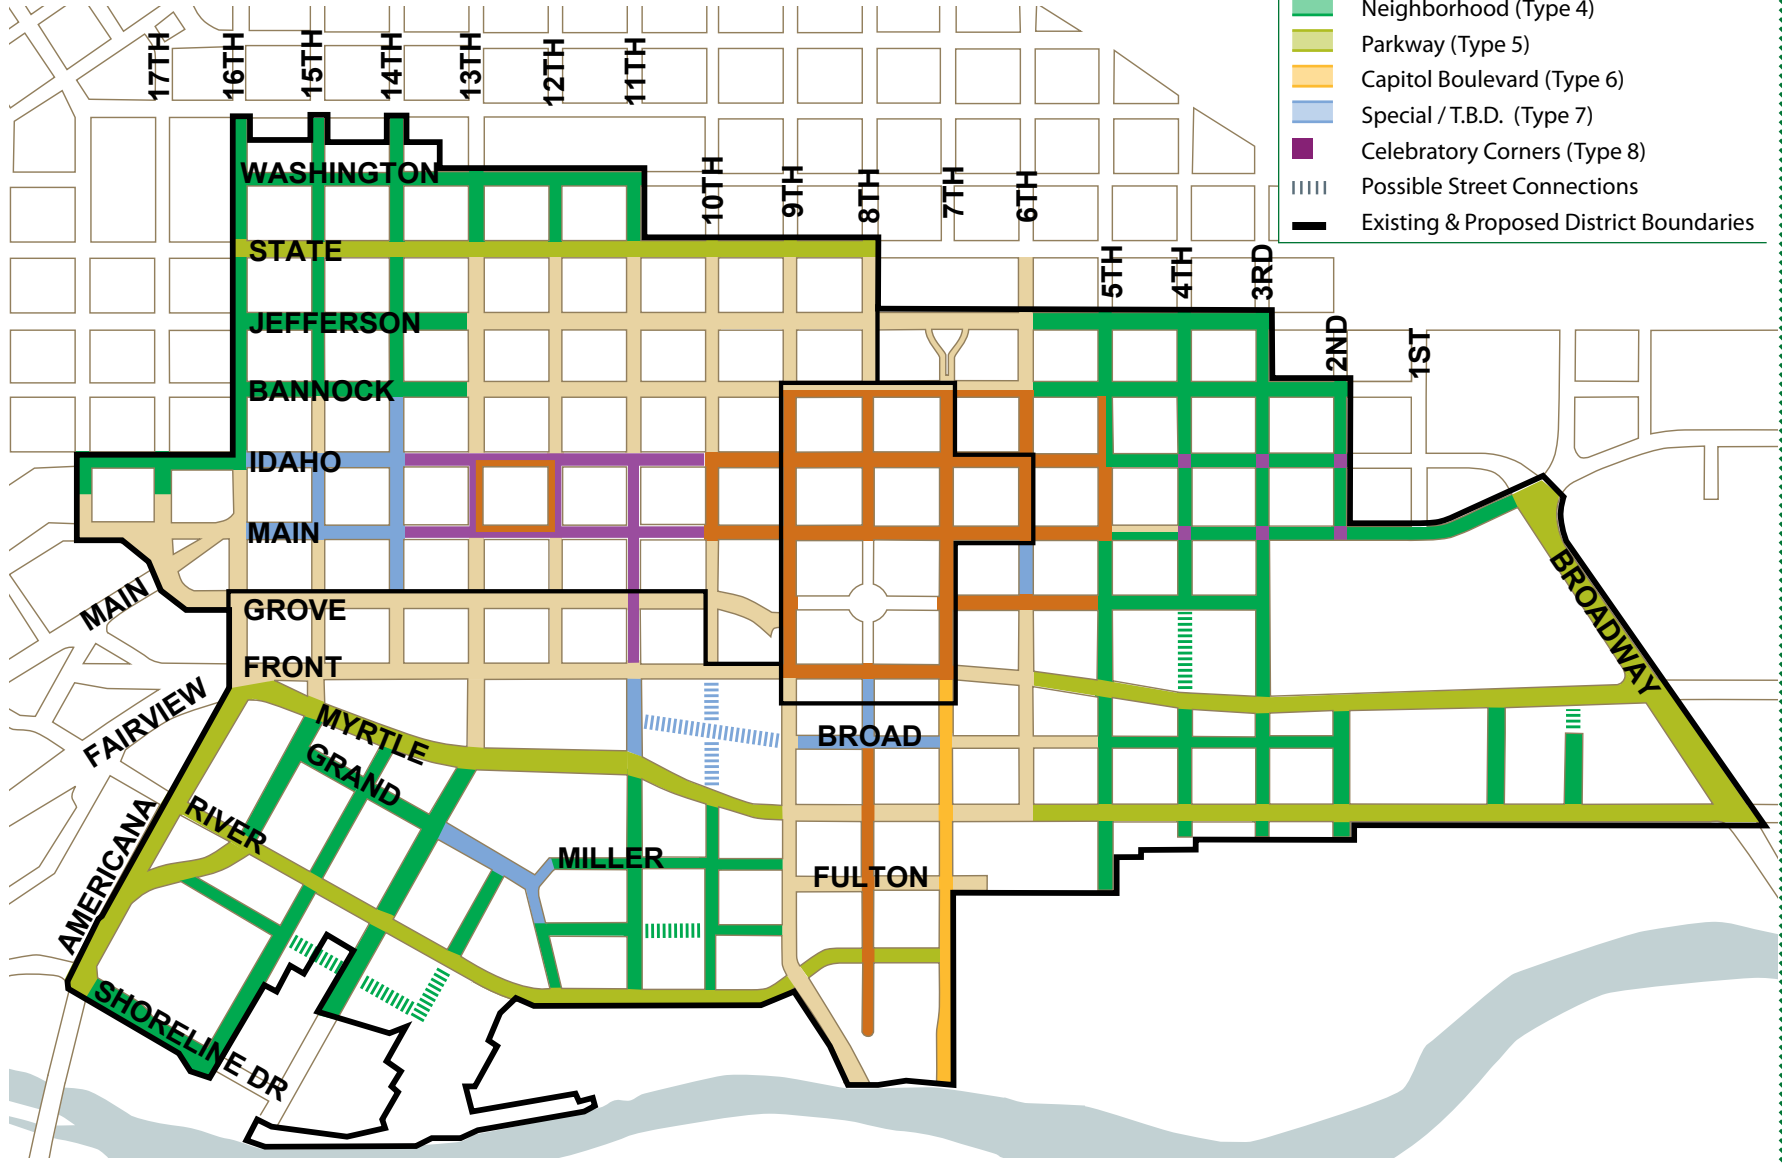 Neighborhood (Type 4)
Parkway (Type 5)
Capitol Boulevard (Type 6)
Special / T.B.D. (Type 7)
Celebratory Corners (Type 8)
Possible Street Connections
Existing & Proposed District Boundaries
17TH
16TH
15TH
14TH
13TH
12TH
11TH
10TH
9TH
8TH
7TH
6TH
5TH
4TH
3RD
2ND
1ST
WASHINGTON
STATE
JEFFERSON
BANNOCK
IDAHO
MAIN
MAIN
GROVE
FRONT
FAIRVIEW
MYRTLE
GRAND
BROAD
BROADWAY
RIVER
AMERICANA
MILLER
FULTON
SHORELINE DR